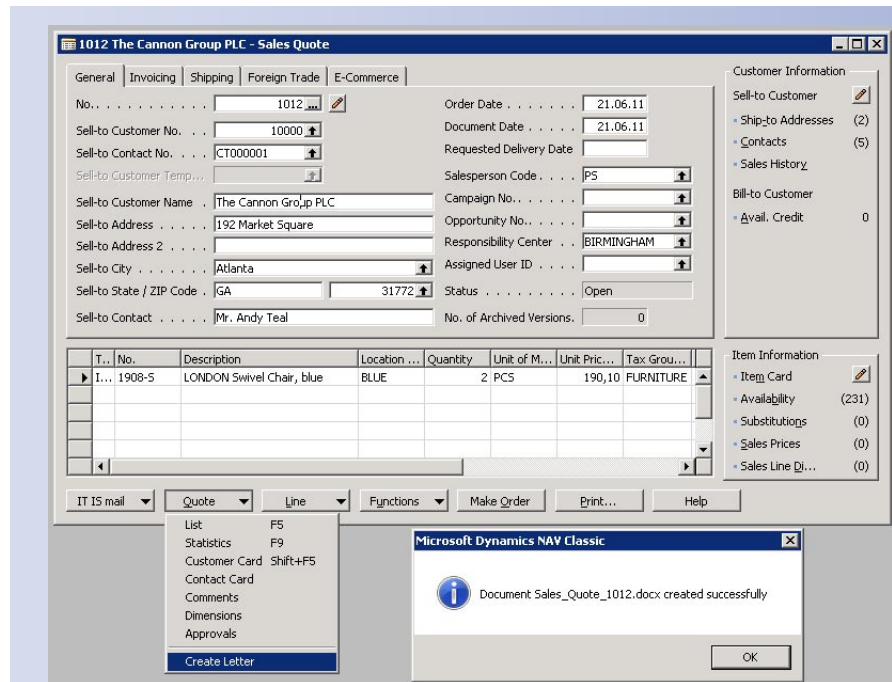 1012 The Cannon Group PLC - Sales Quote
General Invoicing Shipping Foreign Trade E-Commerce
No. . . . . . . . . . . . 1012 ...
Sell-to Customer No. . . 10000
Sell-to Contact No. . . . CT000001
Sell-to Customer Temp...
Sell-to Customer Name . The Cannon Group PLC
Sell-to Address . . . . . 192 Market Square
Sell-to Address 2 . . . .
Sell-to City . . . . . . . Atlanta
Sell-to State / ZIP Code . GA 31772
Sell-to Contact . . . . . Mr. Andy Teal
Order Date . . . . . . . 21.06.11
Document Date . . . . . 21.06.11
Requested Delivery Date
Salesperson Code . . . . PS
Campaign No. . . . . . .
Opportunity No. . . . . .
Responsibility Center . . BIRMINGHAM
Assigned User ID . . . .
Status . . . . . . . . . Open
No. of Archived Versions. 0
Customer Information
Sell-to Customer
Ship-to Addresses (2)
Contacts (5)
Sales History
Bill-to Customer
Avail. Credit 0
T.. No. Description Location ... Quantity Unit of M... Unit Pric... Tax Grou...
I... 1908-S LONDON Swivel Chair, blue BLUE 2 PCS 190,10 FURNITURE
Item Information
Item Card
Availability (231)
Substitutions (0)
Sales Prices (0)
Sales Line Di... (0)
IT IS mail Quote Line Functions Make Order Print... Help
List F5
Statistics F9
Customer Card Shift+F5
Contact Card
Comments
Dimensions
Approvals
Create Letter
Microsoft Dynamics NAV Classic
Document Sales_Quote_1012.docx created successfully
OK